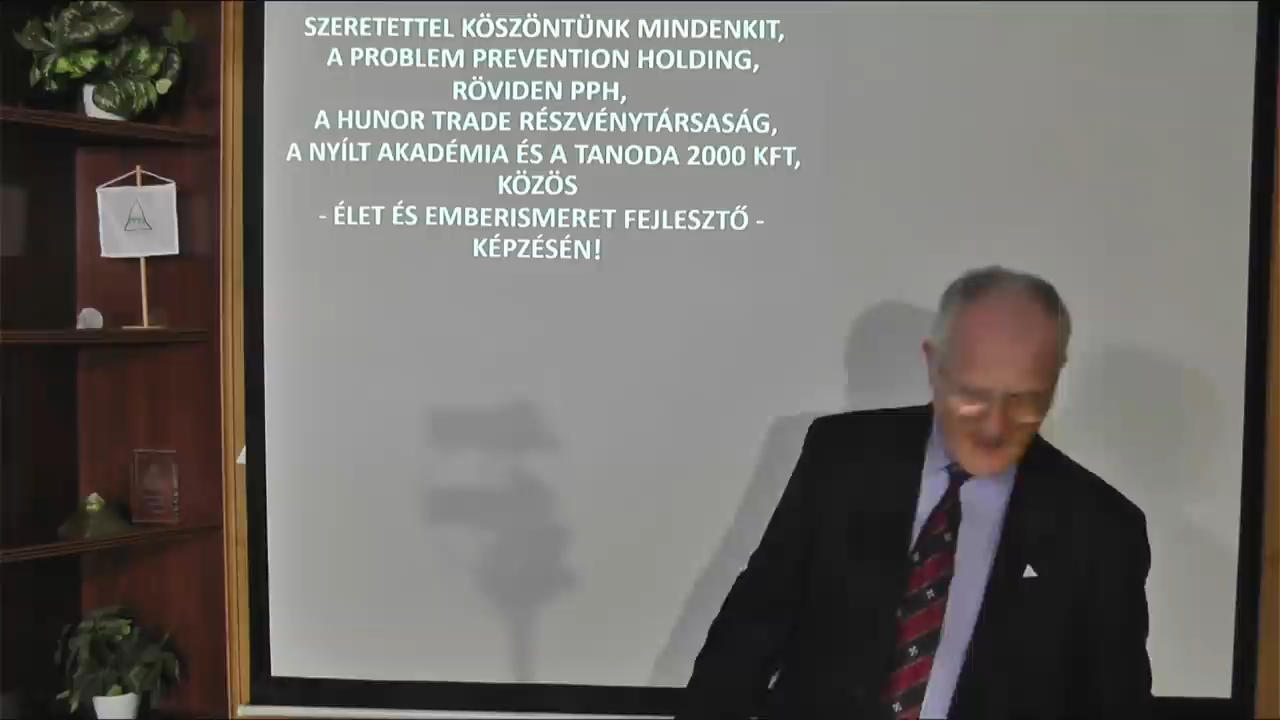 SZERETETTEL KÖSZÖNTÜNK MINDENKIT,
A PROBLEM PREVENTION HOLDING,
RÖVIDEN PPH,
A HUNOR TRADE RÉSZVÉNYTÁRSASÁG,
A NYÍLT AKADÉMIA ÉS A TANODA 2000 KFT,
KÖZÖS
- ÉLET ÉS EMBERISMERET FEJLESZTŐ -
KÉPZÉSÉN!